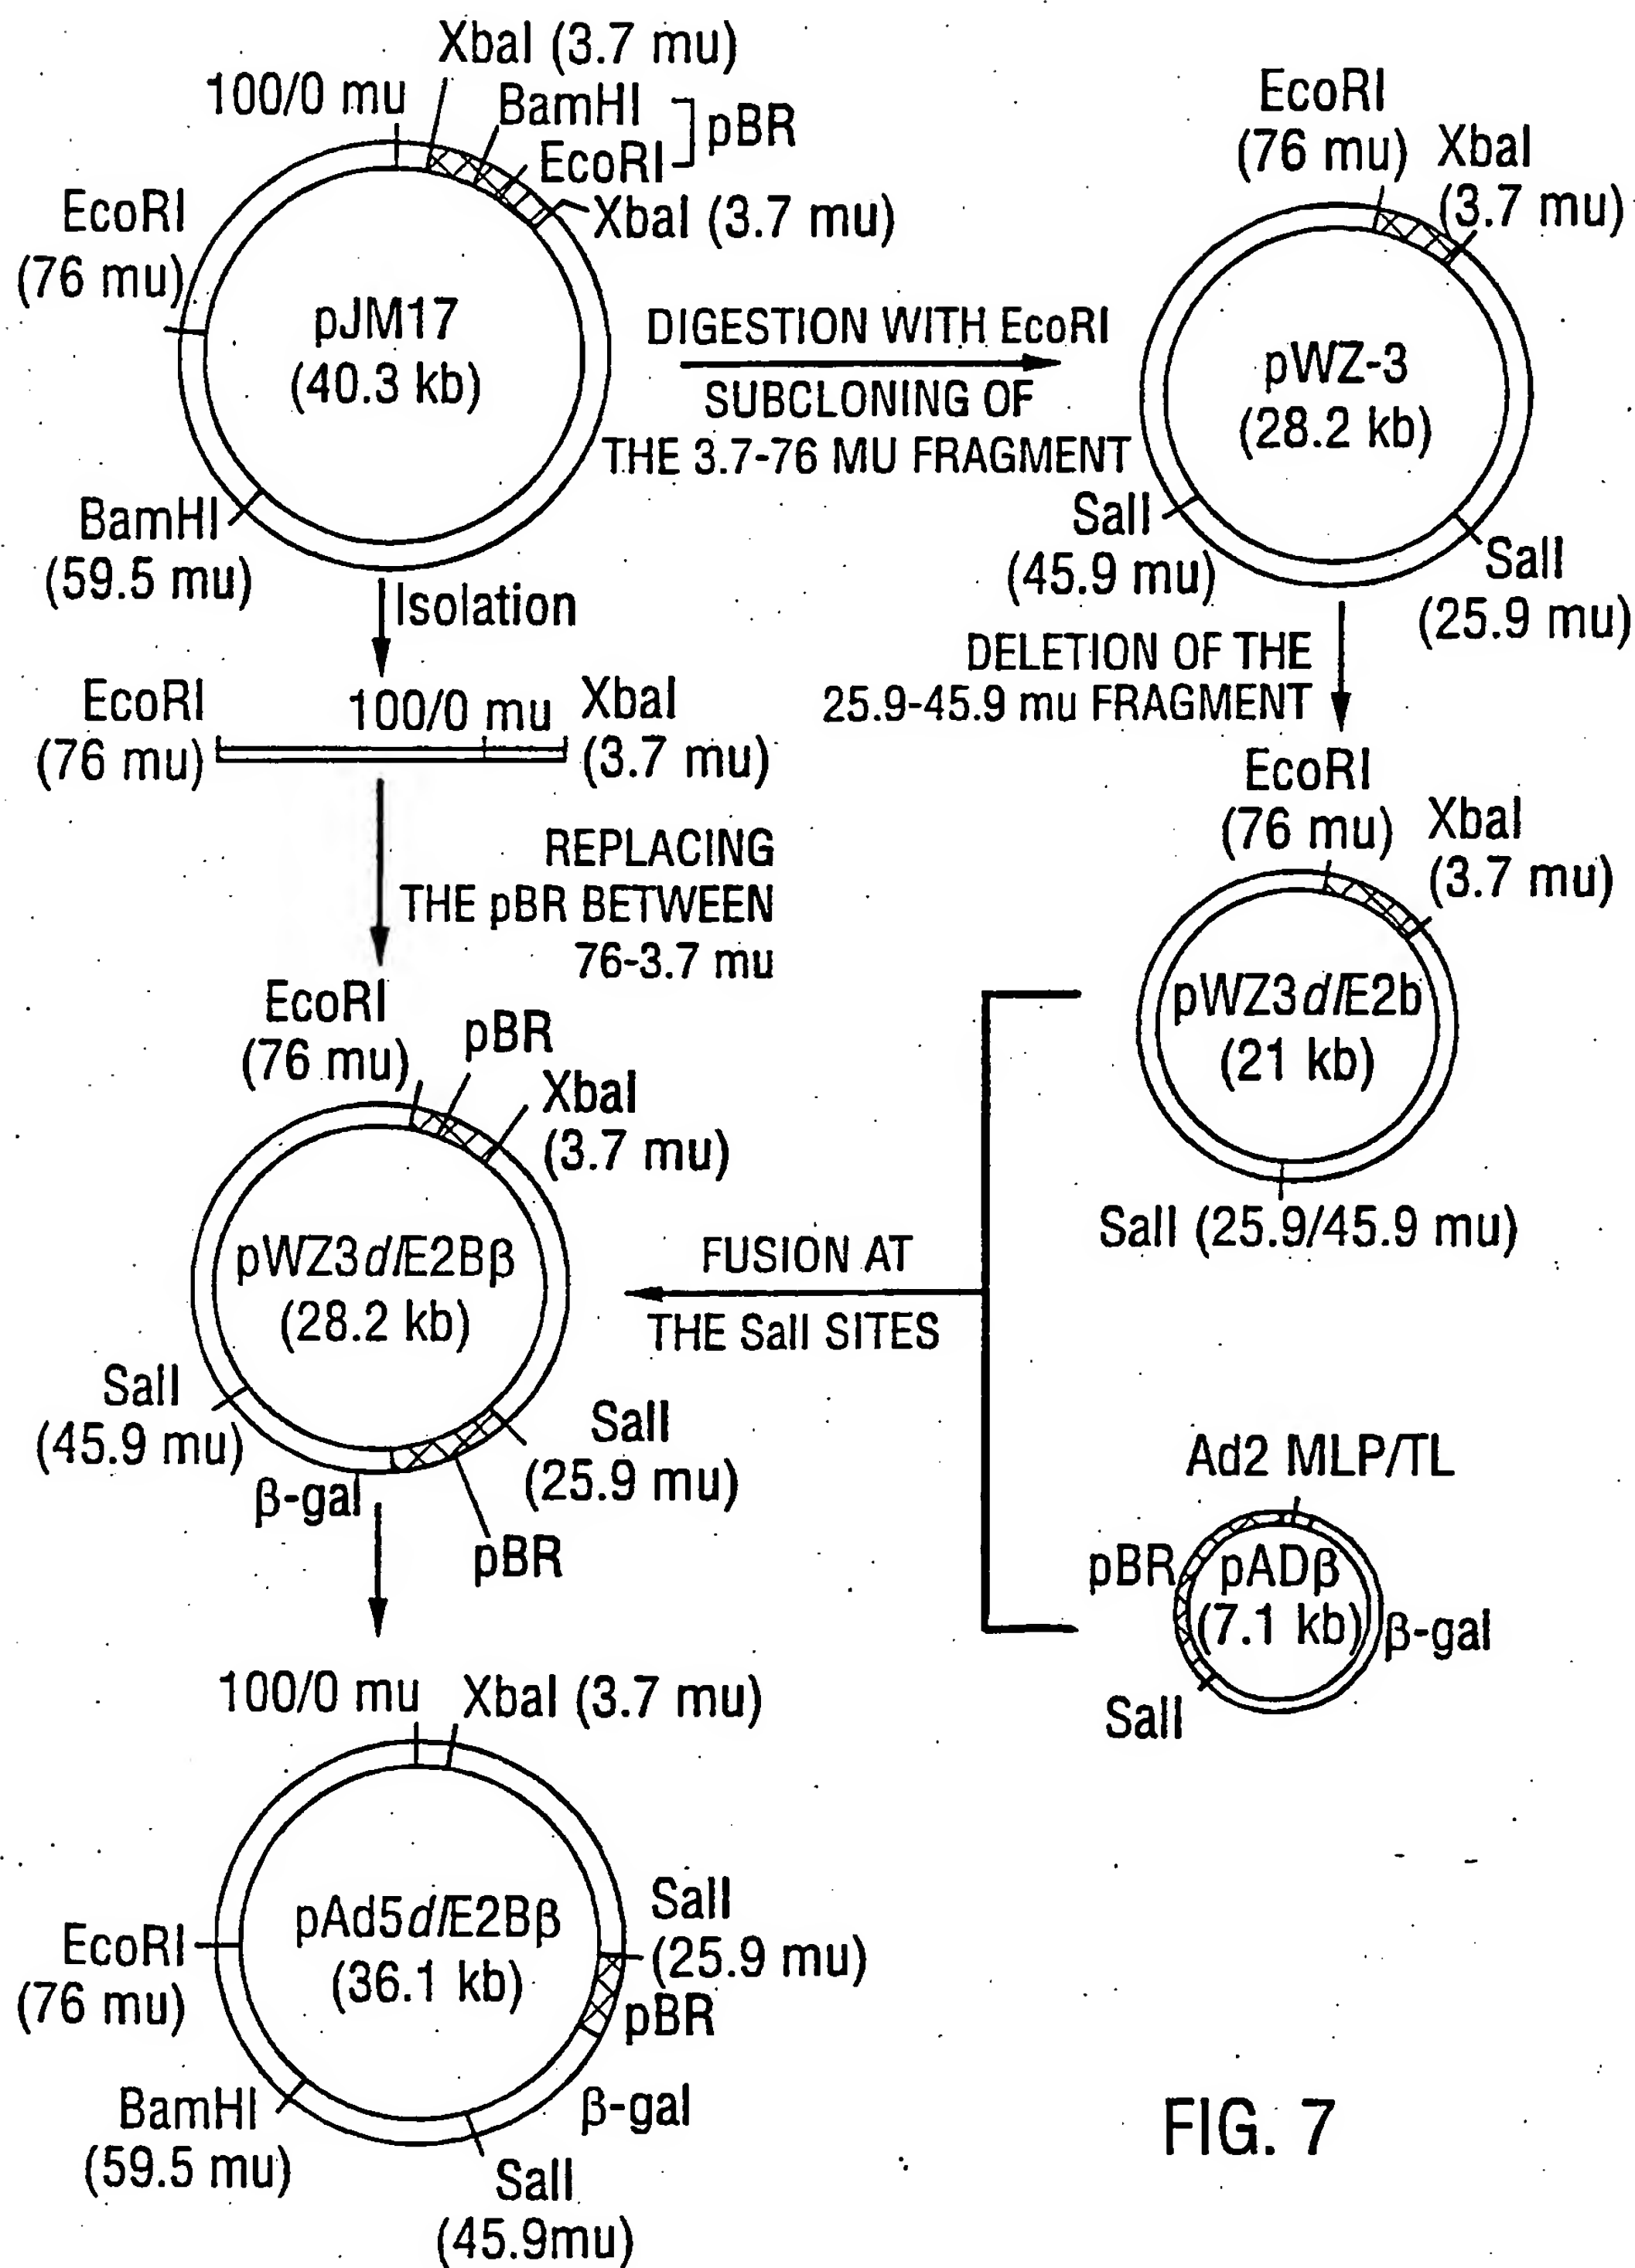 XbaI (3.7 mu)
100/0 mu
BamHI
EcoRI
pBR
XbaI (3.7 mu)
EcoRI
(76 mu)
pJM17
(40.3 kb)
BamHI
(59.5 mu)
DIGESTION WITH EcoRI
SUBCLONING OF
THE 3.7-76 MU FRAGMENT
EcoRI
(76 mu)
XbaI
(3.7 mu)
pWZ-3
(28.2 kb)
SalI
(45.9 mu)
SalI
(25.9 mu)
Isolation
EcoRI
(76 mu)
100/0 mu
XbaI
(3.7 mu)
DELETION OF THE
25.9-45.9 mu FRAGMENT
REPLACING
THE pBR BETWEEN
76-3.7 mu
EcoRI
(76 mu)
XbaI
(3.7 mu)
pWZ3dlE2b
(21 kb)
SalI (25.9/45.9 mu)
EcoRI
(76 mu)
pBR
XbaI
(3.7 mu)
pWZ3dlE2Bβ
(28.2 kb)
SalI
(45.9 mu)
β-gal
SalI
(25.9 mu)
pBR
FUSION AT
THE SalI SITES
Ad2 MLP/TL
pBR
pADβ
(7.1 kb)
β-gal
SalI
100/0 mu
XbaI (3.7 mu)
pAd5dlE2Bβ
(36.1 kb)
EcoRI
(76 mu)
SalI
(25.9 mu)
pBR
β-gal
BamHI
(59.5 mu)
SalI
(45.9mu)
FIG. 7